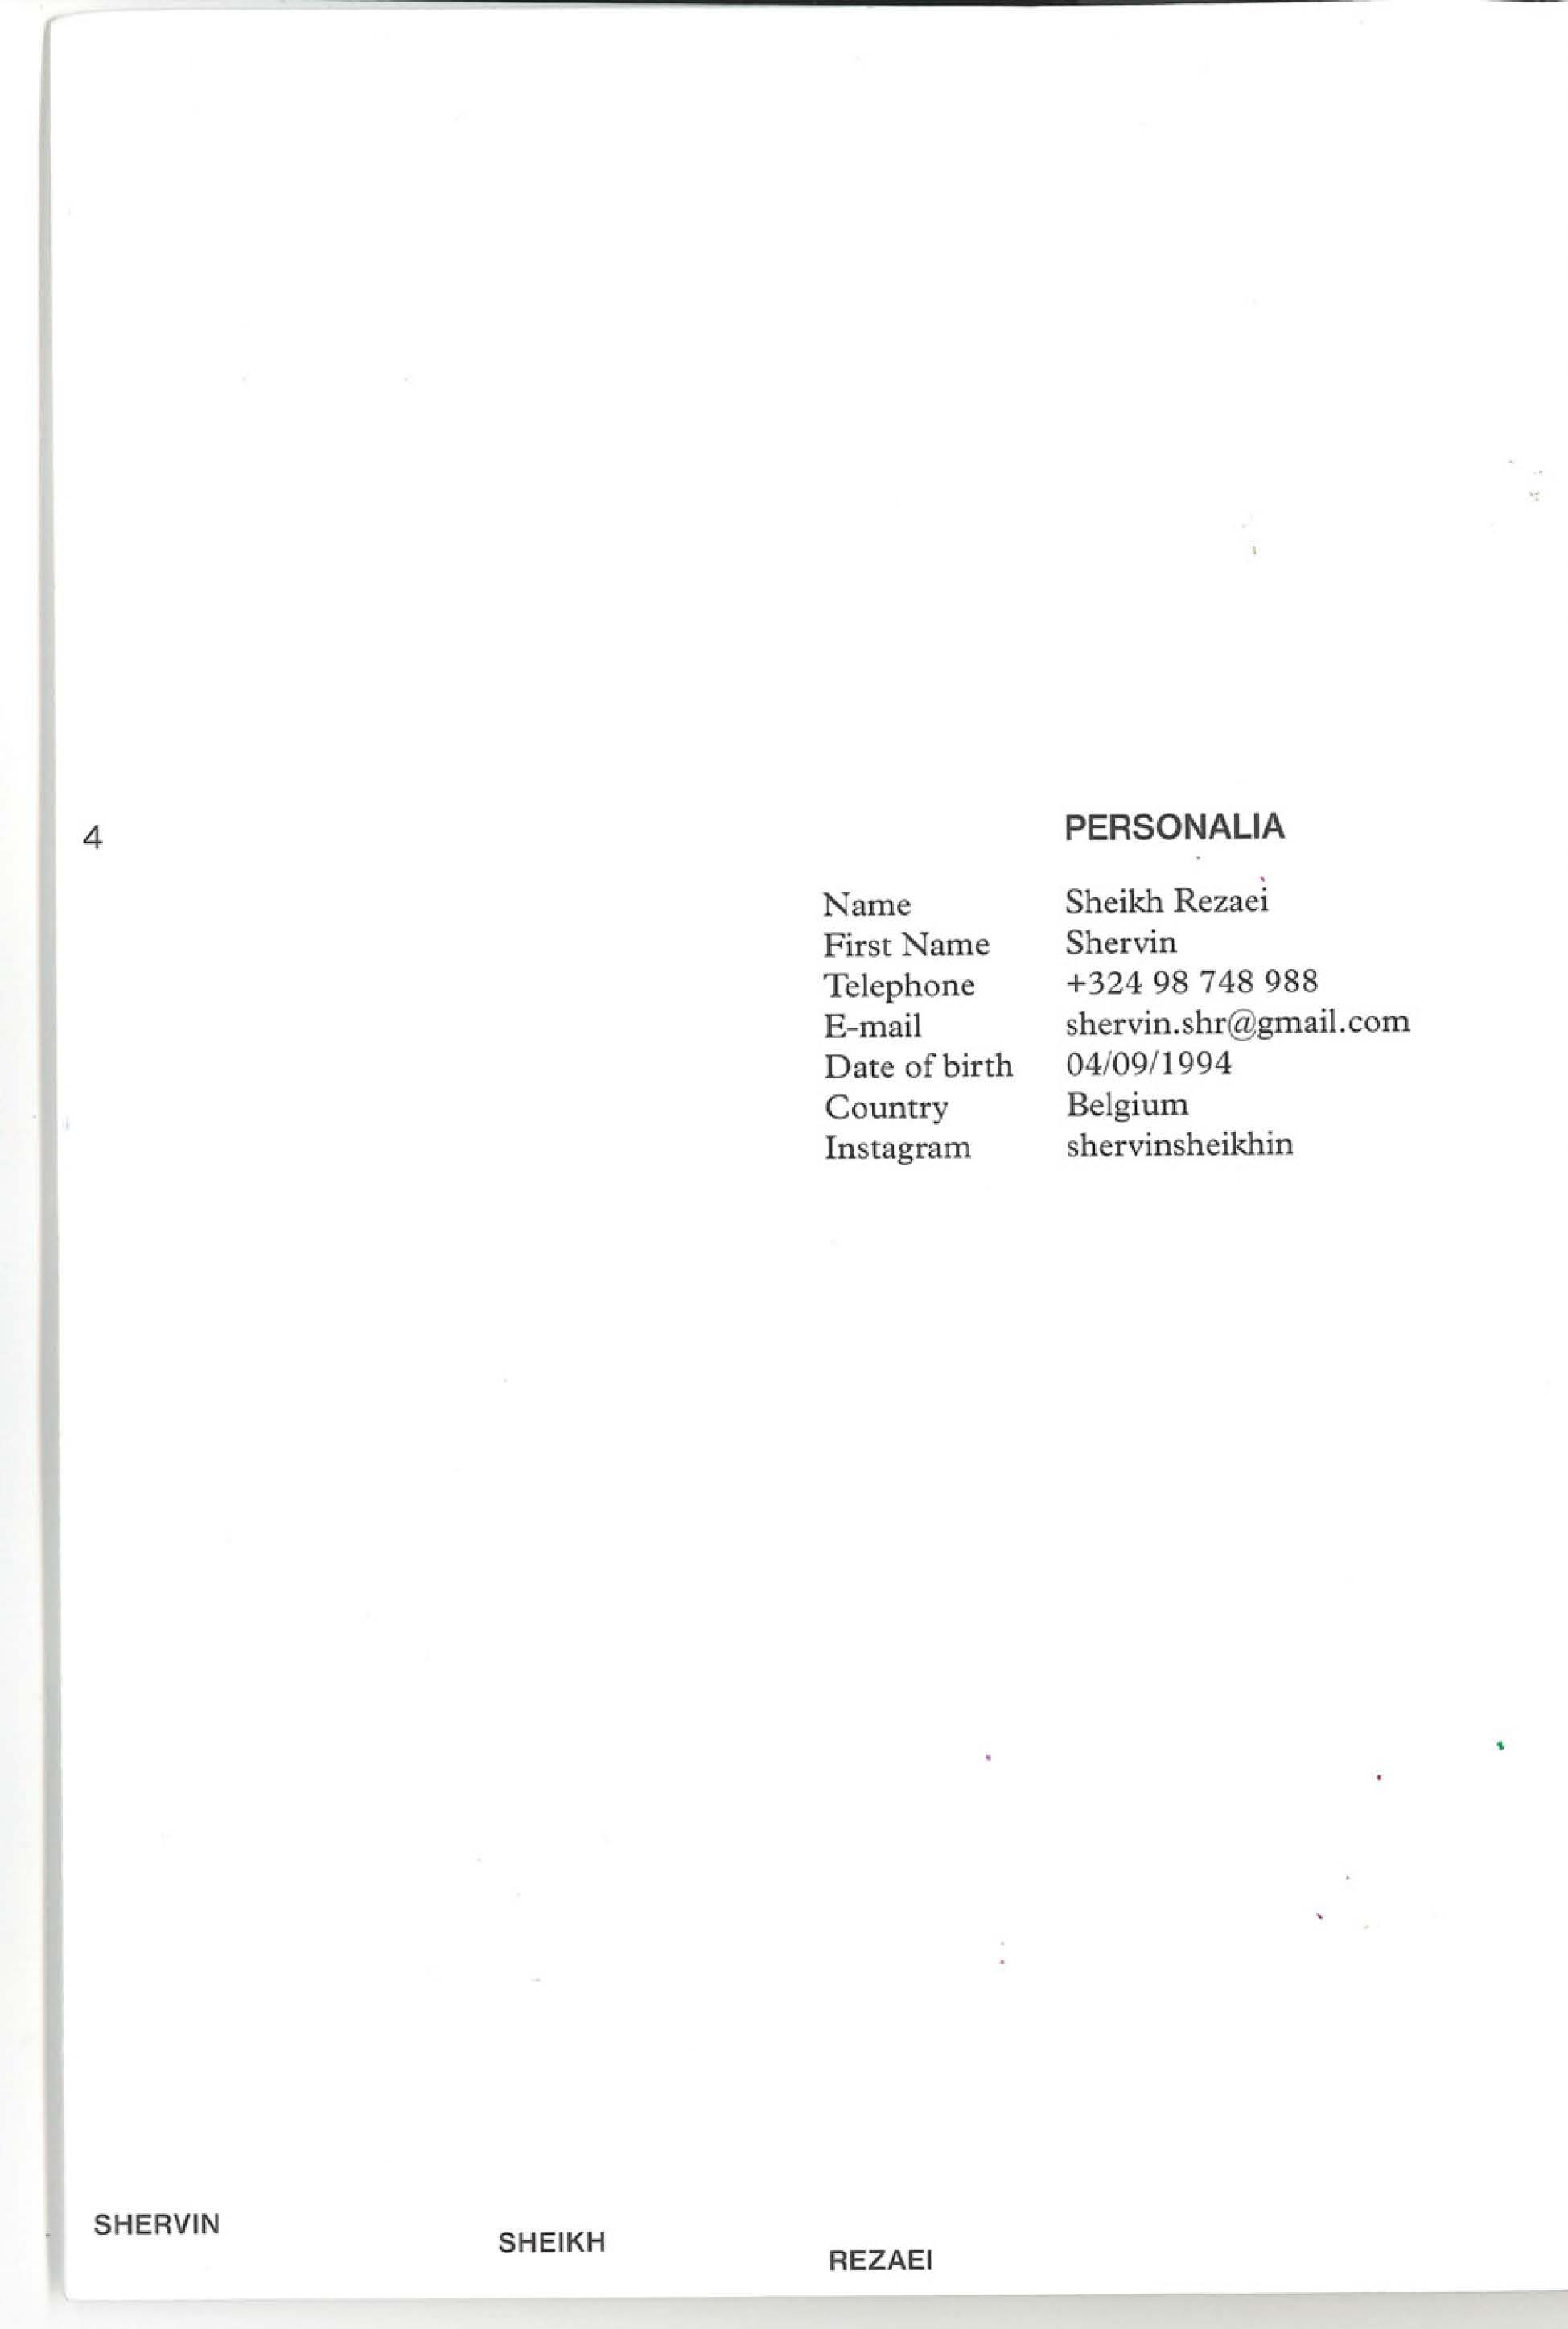 4
PERSONALIA
Name Sheikh Rezaei
First Name Shervin
Telephone +324 98 748 988
E-mail shervin.shr@gmail.com
Date of birth 04/09/1994
Country Belgium
Instagram shervinsheikhin
SHERVIN
SHEIKH
REZAEI